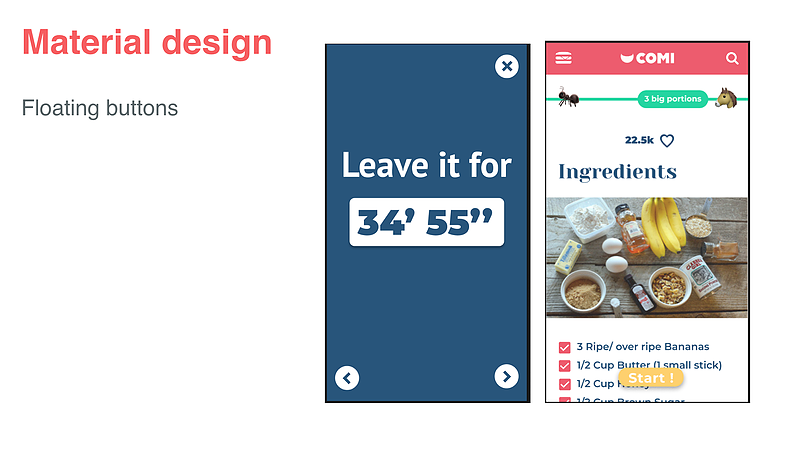 Material design
Floating buttons
Leave it for
34’ 55’’
COMI
3 big portions
22.5k
Ingredients
3 Ripe/ over ripe Bananas
1/2 Cup Butter (1 small stick)
1/2 Cup Honey
Start !
1/2 Cup Brown Sugar